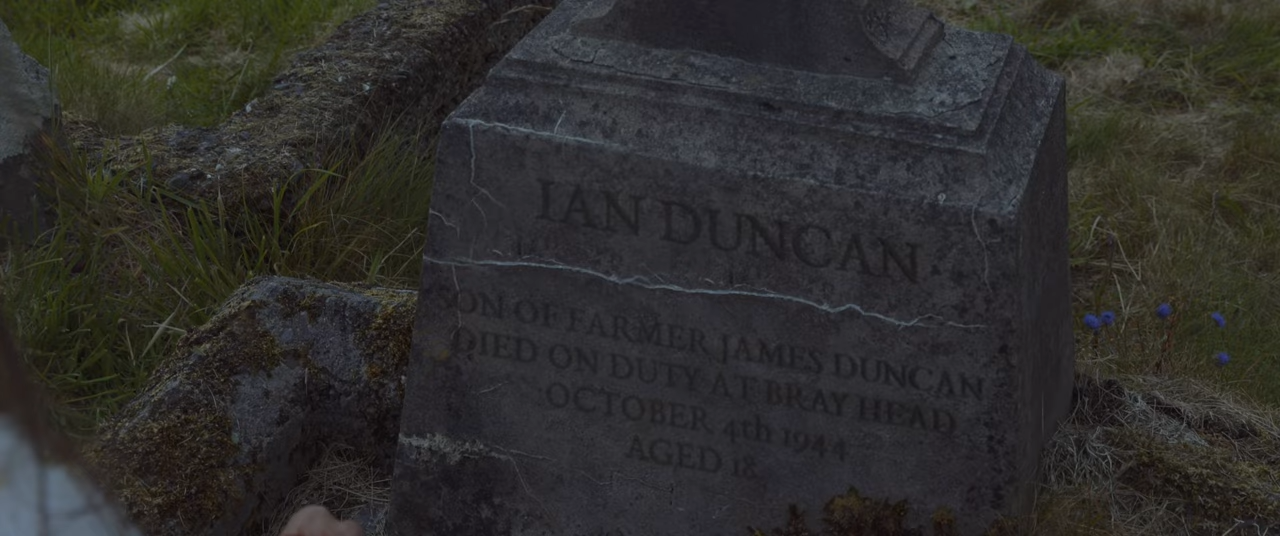 IAN DUNCAN
SON OF FARMER JAMES DUNCAN
DIED ON DUTY AT BRAY HEAD
OCTOBER 4th 1944
AGED 18